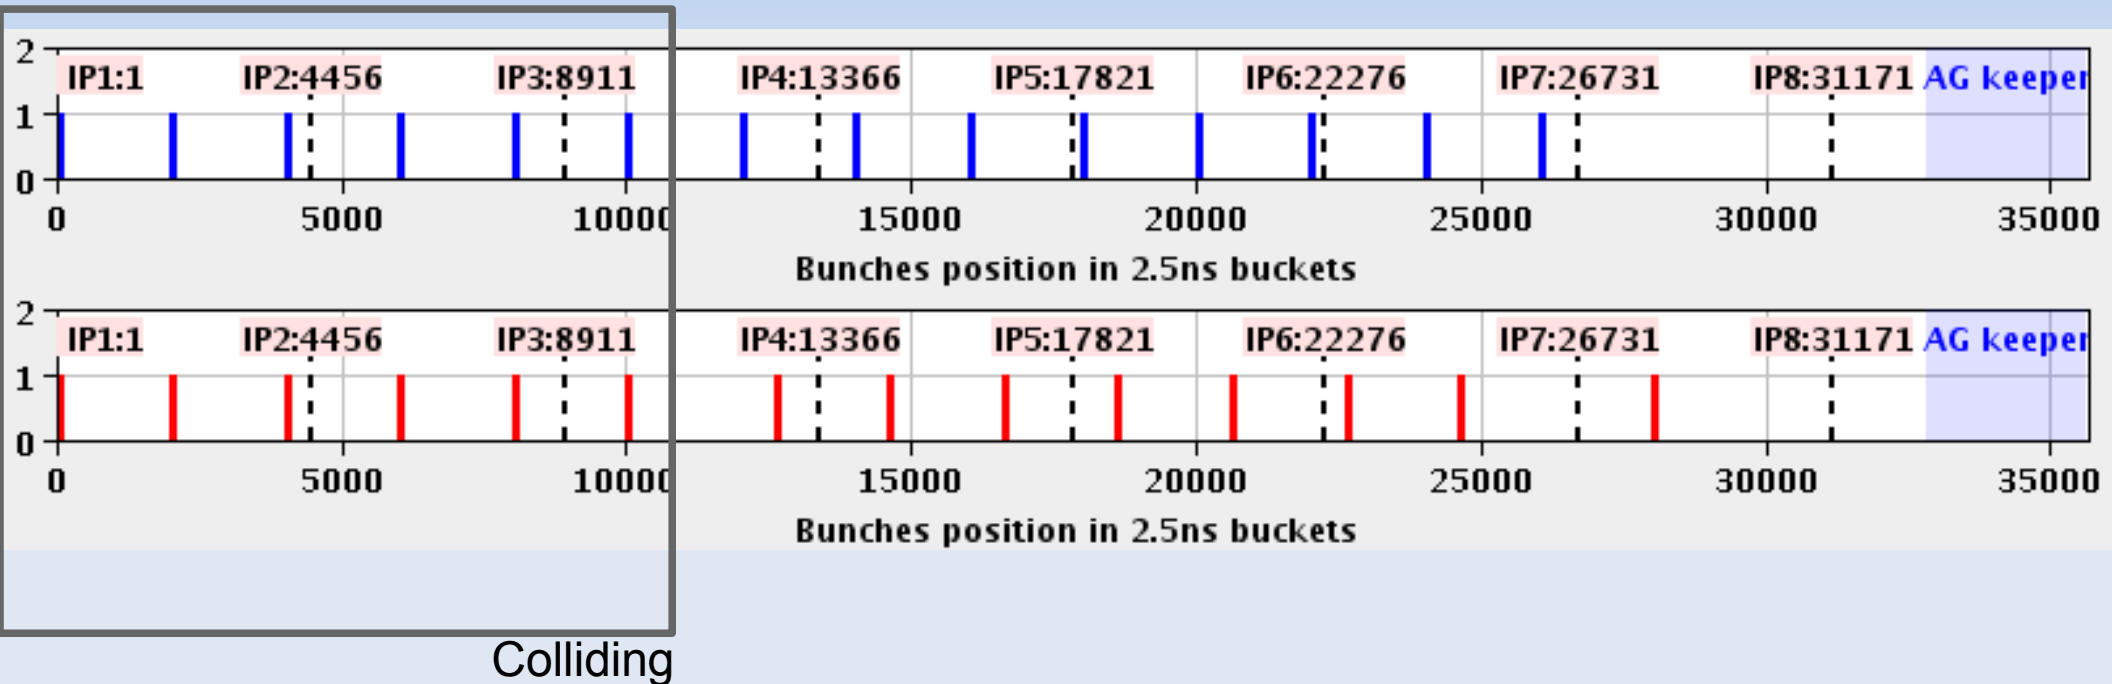 2
IP1:1 IP2:4456 IP3:8911 IP4:13366 IP5:17821 IP6:22276 IP7:26731 IP8:31171 AG keeper
1
0
0 5000 10000 15000 20000 25000 30000 35000
Bunches position in 2.5ns buckets
2
IP1:1 IP2:4456 IP3:8911 IP4:13366 IP5:17821 IP6:22276 IP7:26731 IP8:31171 AG keeper
1
0
0 5000 10000 15000 20000 25000 30000 35000
Bunches position in 2.5ns buckets
Colliding